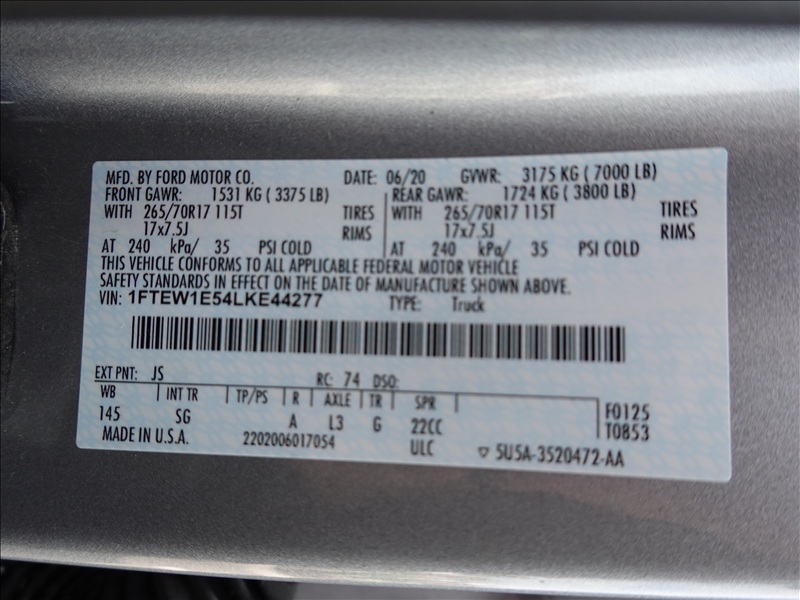 MFD. BY FORD MOTOR CO. DATE: 06/20 GVWR: 3175 KG ( 7000 LB)
FRONT GAWR: 1531 KG ( 3375 LB) REAR GAWR: 1724 KG ( 3800 LB)
WITH 265/70R17 115T TIRES WITH 265/70R17 115T TIRES
17x7.5J RIMS 17x7.5J RIMS
AT 240 kPa/ 35 PSI COLD AT 240 kPa/ 35 PSI COLD
THIS VEHICLE CONFORMS TO ALL APPLICABLE FEDERAL MOTOR VEHICLE
SAFETY STANDARDS IN EFFECT ON THE DATE OF MANUFACTURE SHOWN ABOVE.
VIN: 1FTEW1E54LKE44277 TYPE: Truck
EXT PNT: JS RC: 74 DSO:
WB INT TR TP/PS R AXLE TR SPR F0125
145 SG A L3 G 22CC T0853
MADE IN U.S.A. 2202006017054 ULC 5U5A-3520472-AA